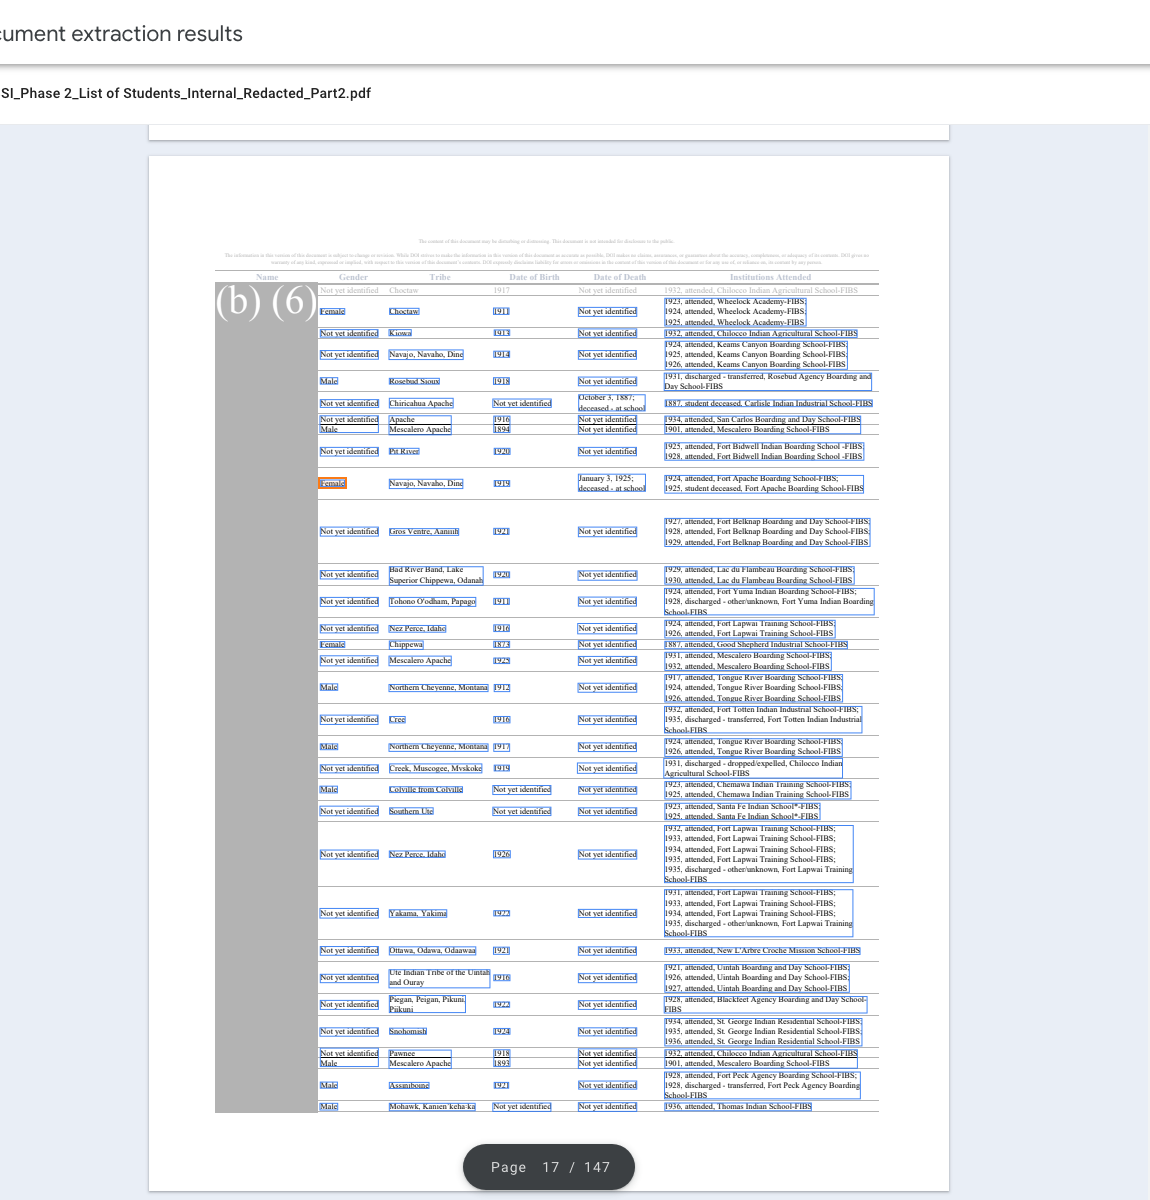 cument extraction results
SI_Phase 2_List of Students_Internal_Redacted_Part2.pdf
The content of this document may be disturbing or distressing. This document is not intended for disclosure to the public.
The information in this version of this document is subject to change or revision. While DOI strives to make the information in this version of this document as accurate as possible, DOI makes no claims, assurances, or guarantees about the accuracy, completeness, or adequacy of its contents. DOI gives no
warranty of any kind, expressed or implied, with respect to this version of this document's contents. DOI expressly disclaims liability for errors or omissions in the content of this version of this document or for any use of, or reliance on, its contents by any person.
Name Gender Tribe Date of Birth Date of Death Institutions Attended
(b) (6)
Not yet identified Choctaw 1917 Not yet identified 1932, attended, Chilocco Indian Agricultural School-FIBS
Female Choctaw 1911 Not yet identified 1923, attended, Wheelock Academy-FIBS;
1924, attended, Wheelock Academy-FIBS;
1925, attended, Wheelock Academy-FIBS
Not yet identified Kiowa 1913 Not yet identified 1932, attended, Chilocco Indian Agricultural School-FIBS
Not yet identified Navajo, Navaho, Dine 1914 Not yet identified 1924, attended, Keams Canyon Boarding School-FIBS;
1925, attended, Keams Canyon Boarding School-FIBS;
1926, attended, Keams Canyon Boarding School-FIBS
Male Rosebud Sioux 1918 Not yet identified 1931, discharged - transferred, Rosebud Agency Boarding and
Day School-FIBS
Not yet identified Chiricahua Apache Not yet identified October 3, 1887; 1887, student deceased, Carlisle Indian Industrial School-FIBS
deceased - at school
Not yet identified Apache 1916 Not yet identified 1934, attended, San Carlos Boarding and Day School-FIBS
Male Mescalero Apache 1894 Not yet identified 1901, attended, Mescalero Boarding School-FIBS
Not yet identified Pit River 1920 Not yet identified 1925, attended, Fort Bidwell Indian Boarding School -FIBS
1928, attended, Fort Bidwell Indian Boarding School -FIBS
Female Navajo, Navaho, Dine 1919 January 3, 1925; 1924, attended, Fort Apache Boarding School-FIBS;
deceased - at school 1925, student deceased, Fort Apache Boarding School-FIBS
Not yet identified Gros Ventre, Aaniiih 1921 Not yet identified 1927, attended, Fort Belknap Boarding and Day School-FIBS;
1928, attended, Fort Belknap Boarding and Day School-FIBS;
1929, attended, Fort Belknap Boarding and Day School-FIBS
Not yet identified Bad River Band, Lake 1920 Not yet identified 1929, attended, Lac du Flambeau Boarding School-FIBS;
Superior Chippewa, Odanah 1930, attended, Lac du Flambeau Boarding School-FIBS
Not yet identified Tohono O'odham, Papago 1911 Not yet identified 1924, attended, Fort Yuma Indian Boarding School-FIBS;
1928, discharged - other/unknown, Fort Yuma Indian Boarding
School-FIBS
Not yet identified Nez Perce, Idaho 1916 Not yet identified 1924, attended, Fort Lapwai Training School-FIBS;
1926, attended, Fort Lapwai Training School-FIBS
Female Chippewa 1873 Not yet identified 1887, attended, Good Shepherd Industrial School-FIBS
Not yet identified Mescalero Apache 1925 Not yet identified 1931, attended, Mescalero Boarding School-FIBS;
1932, attended, Mescalero Boarding School-FIBS
Male Northern Cheyenne, Montana 1912 Not yet identified 1917, attended, Tongue River Boarding School-FIBS;
1924, attended, Tongue River Boarding School-FIBS;
1926, attended, Tongue River Boarding School-FIBS
Not yet identified Cree 1916 Not yet identified 1932, attended, Fort Totten Indian Industrial School-FIBS;
1935, discharged - transferred, Fort Totten Indian Industrial
School-FIBS
Male Northern Cheyenne, Montana 1917 Not yet identified 1924, attended, Tongue River Boarding School-FIBS;
1926, attended, Tongue River Boarding School-FIBS
Not yet identified Creek, Muscogee, Mvskoke 1919 Not yet identified 1931, discharged - dropped/expelled, Chilocco Indian
Agricultural School-FIBS
Male Colville from Colville Not yet identified Not yet identified 1923, attended, Chemawa Indian Training School-FIBS;
1925, attended, Chemawa Indian Training School-FIBS
Not yet identified Southern Ute Not yet identified Not yet identified 1923, attended, Santa Fe Indian School*-FIBS;
1925, attended, Santa Fe Indian School*-FIBS
Not yet identified Nez Perce, Idaho 1926 Not yet identified 1932, attended, Fort Lapwai Training School-FIBS;
1933, attended, Fort Lapwai Training School-FIBS;
1934, attended, Fort Lapwai Training School-FIBS;
1935, attended, Fort Lapwai Training School-FIBS;
1935, discharged - other/unknown, Fort Lapwai Training
School-FIBS
Not yet identified Yakama, Yakima 1922 Not yet identified 1931, attended, Fort Lapwai Training School-FIBS;
1933, attended, Fort Lapwai Training School-FIBS;
1934, attended, Fort Lapwai Training School-FIBS;
1935, discharged - other/unknown, Fort Lapwai Training
School-FIBS
Not yet identified Ottawa, Odawa, Odaawaa 1921 Not yet identified 1933, attended, New L'Arbre Croche Mission School-FIBS
Not yet identified Ute Indian Tribe of the Uintah 1916 Not yet identified 1921, attended, Uintah Boarding and Day School-FIBS;
and Ouray 1926, attended, Uintah Boarding and Day School-FIBS;
1927, attended, Uintah Boarding and Day School-FIBS
Not yet identified Piegan, Peigan, Pikuni, 1922 Not yet identified 1928, attended, Blackfeet Agency Boarding and Day School-
Piikuni FIBS
Not yet identified Snohomish 1924 Not yet identified 1934, attended, St. George Indian Residential School-FIBS;
1935, attended, St. George Indian Residential School-FIBS;
1936, attended, St. George Indian Residential School-FIBS
Not yet identified Pawnee 1918 Not yet identified 1932, attended, Chilocco Indian Agricultural School-FIBS
Male Mescalero Apache 1893 Not yet identified 1901, attended, Mescalero Boarding School-FIBS
Male Assiniboine 1921 Not yet identified 1928, attended, Fort Peck Agency Boarding School-FIBS;
1928, discharged - transferred, Fort Peck Agency Boarding
School-FIBS
Male Mohawk, Kanien'keha:ka Not yet identified Not yet identified 1936, attended, Thomas Indian School-FIBS
Page 17 / 147